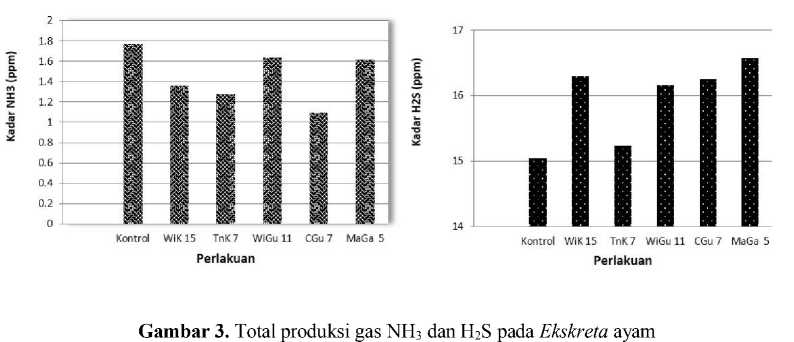 Kadar NH3 (ppm)
2
1.8
1.6
1.4
1.2
1
0.8
0.6
0.4
0.2
0
Kontrol WiK 15 TnK 7 WiGu 11 CGu 7 MaGa 5
Perlakuan
Kadar H2S (ppm)
17
16
15
14
Kontrol WiK 15 TnK 7 WiGu 11 CGu 7 MaGa 5
Perlakuan
Gambar 3. Total produksi gas NH₃ dan H₂S pada Ekskreta ayam